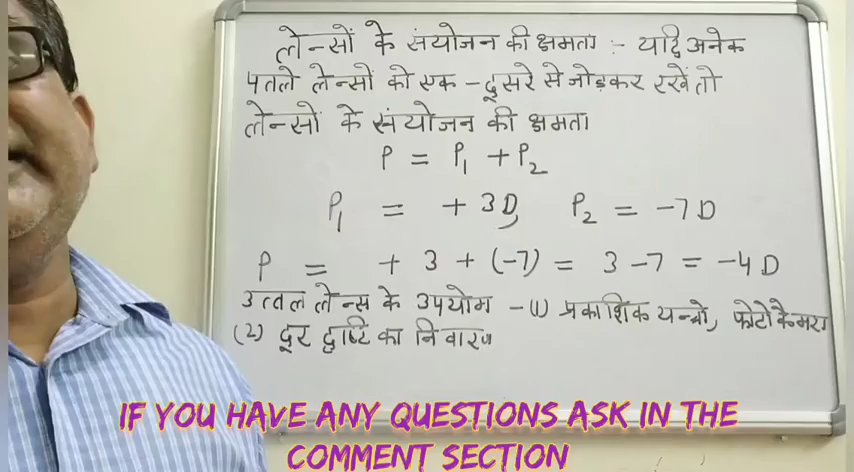 लेन्सों के संयोजन की क्षमता :- यदि अनेक
पतले लेन्सों को एक - दूसरे से जोड़कर रखें तो
लेन्सों के संयोजन की क्षमता
P = P₁ + P₂
P₁ = + 3D, P₂ = -7D
P = + 3 + (-7) = 3 - 7 = -4D
उत्तल लेन्स के उपयोग - (1) प्रकाशिक यन्त्रों, फोटो कैमरा
(2) दूर दृष्टि का निवारण
IF YOU HAVE ANY QUESTIONS ASK IN THE
COMMENT SECTION